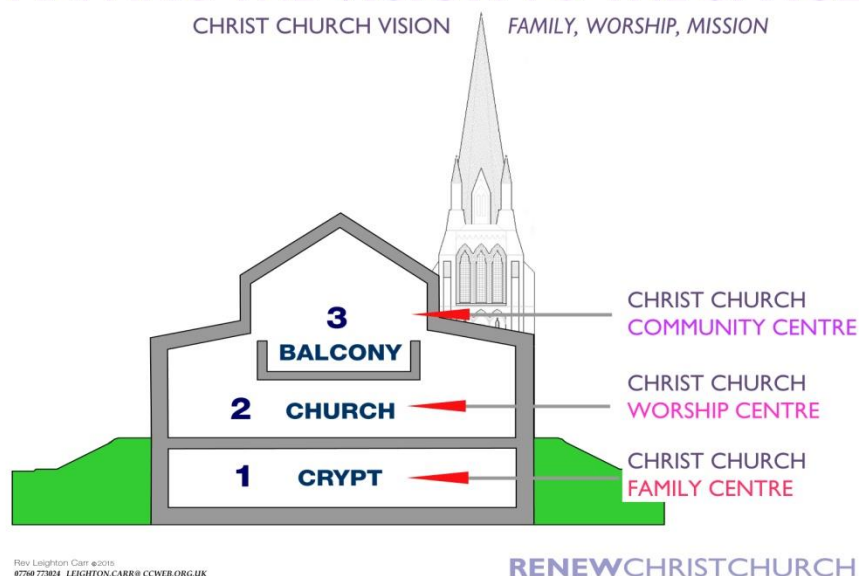 CHRIST CHURCH VISION FAMILY, WORSHIP, MISSION
3
BALCONY
CHRIST CHURCH
COMMUNITY CENTRE
2 CHURCH
CHRIST CHURCH
WORSHIP CENTRE
1 CRYPT
CHRIST CHURCH
FAMILY CENTRE
Rev Leighton Carr ©2015
07760 773024 LEIGHTON.CARR@CCWEB.ORG.UK
RENEWCHRISTCHURCH